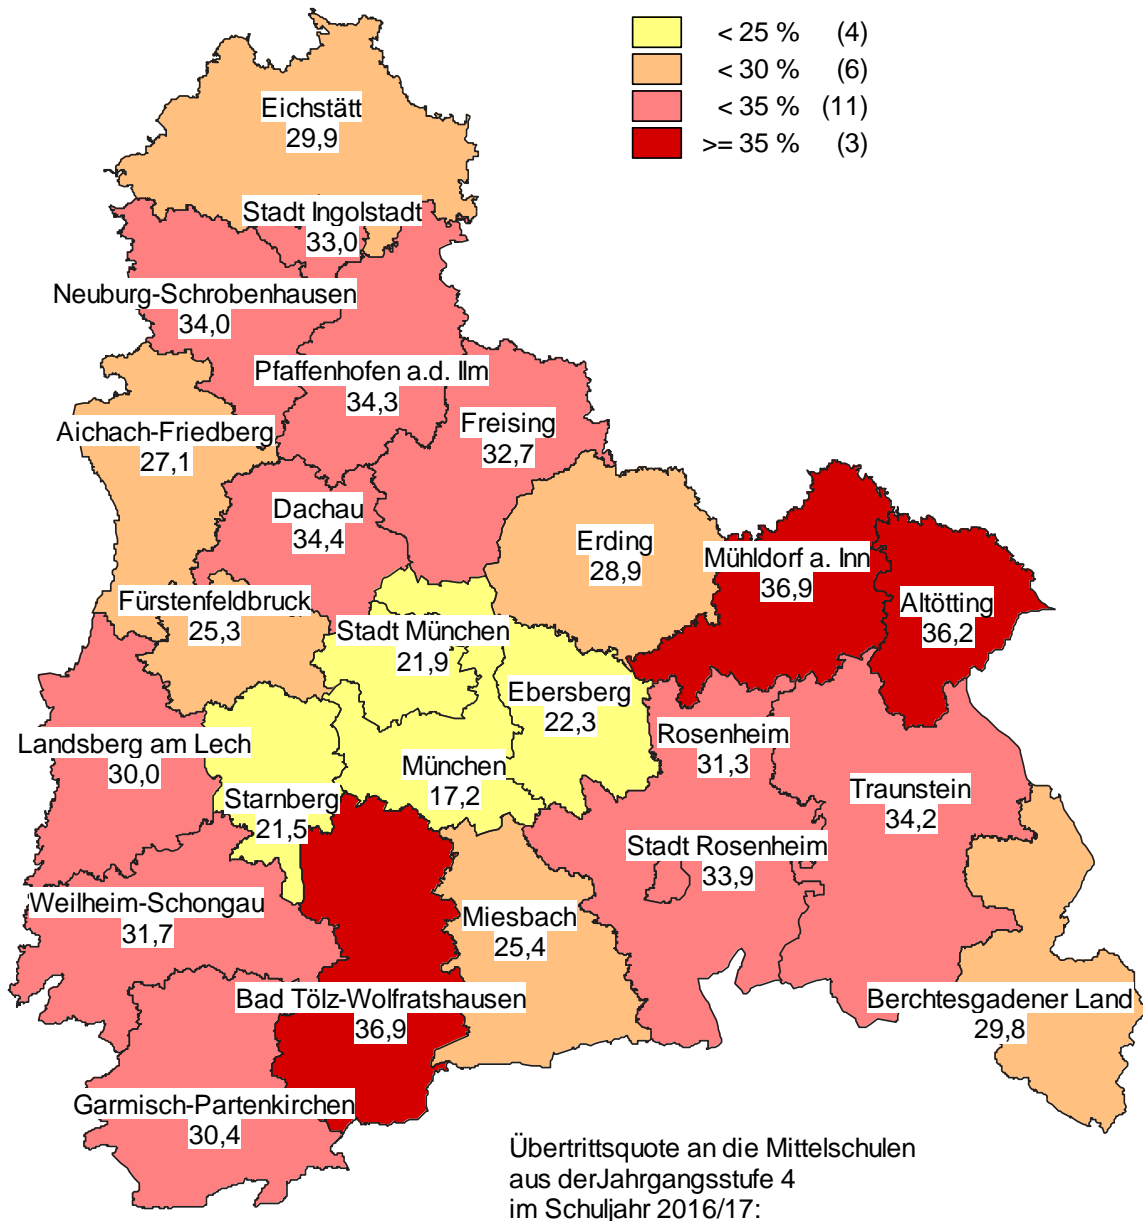 < 25 % (4)
< 30 % (6)
< 35 % (11)
>= 35 % (3)
Eichstätt
29,9
Stadt Ingolstadt
33,0
Neuburg-Schrobenhausen
34,0
Pfaffenhofen a.d. Ilm
34,3
Aichach-Friedberg
27,1
Freising
32,7
Dachau
34,4
Erding
28,9
Mühldorf a. Inn
36,9
Altötting
36,2
Fürstenfeldbruck
25,3
Stadt München
21,9
Ebersberg
22,3
Landsberg am Lech
30,0
München
17,2
Rosenheim
31,3
Traunstein
34,2
Starnberg
21,5
Stadt Rosenheim
33,9
Weilheim-Schongau
31,7
Miesbach
25,4
Bad Tölz-Wolfratshausen
36,9
Berchtesgadener Land
29,8
Garmisch-Partenkirchen
30,4
Übertrittsquote an die Mittelschulen
aus derJahrgangsstufe 4
im Schuljahr 2016/17: